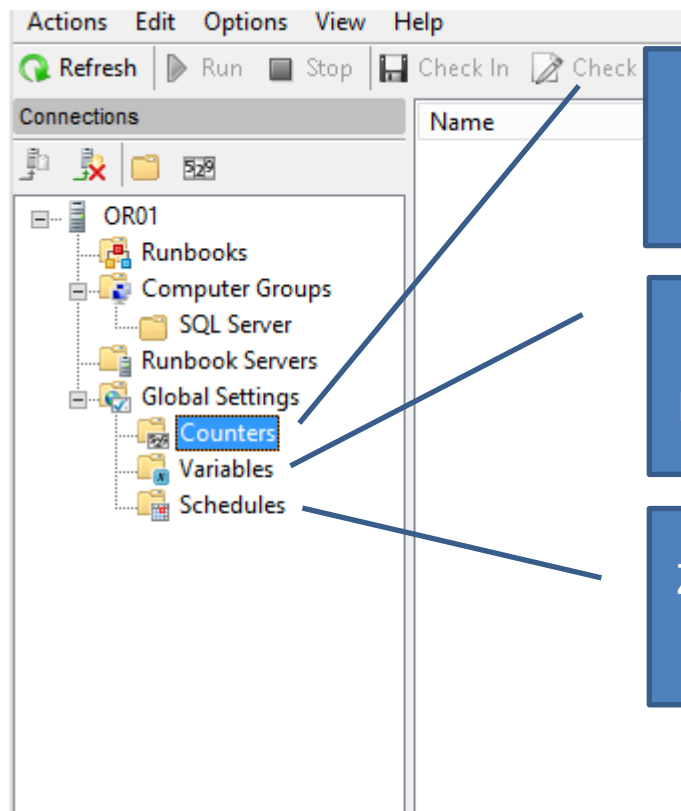 Actions Edit Options View Help
Refresh Run Stop Check In Check
Connections
Name
529
OR01
Runbooks
Computer Groups
SQL Server
Runbook Servers
Global Settings
Counters
Variables
Schedules